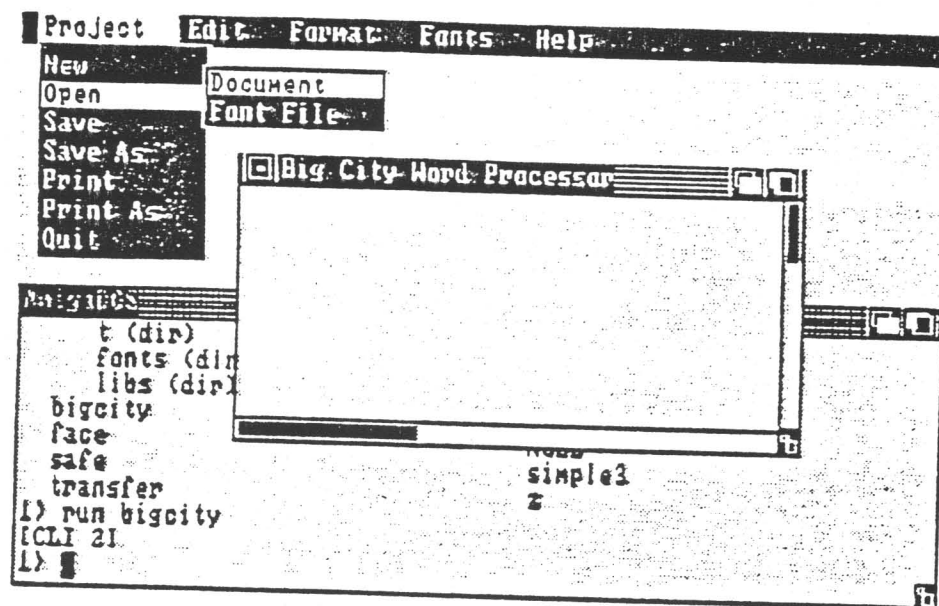 Project Edit Format Fonts Help
New
Open
Save
Save As
Print
Print As
Quit
Document
Font File
Big City Word Processor
AmigaDOS
t (dir)
fonts (dir
libs (dir)
bigcity
face
safe
transfer
simple3
z
1> run bigcity
[CLI 2]
1>